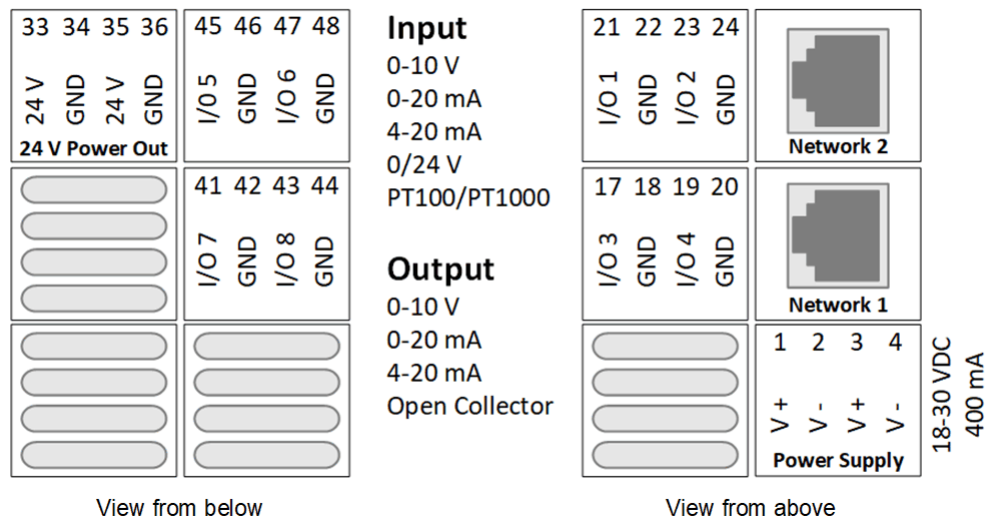 33 34 35 36
24 V GND 24 V GND
24 V Power Out
45 46 47 48
I/0 5 GND I/O 6 GND
41 42 43 44
I/O 7 GND I/O 8 GND
View from below
Input
0-10 V
0-20 mA
4-20 mA
0/24 V
PT100/PT1000
Output
0-10 V
0-20 mA
4-20 mA
Open Collector
21 22 23 24
I/O 1 GND I/O 2 GND
Network 2
17 18 19 20
I/O 3 GND I/O 4 GND
Network 1
1 2 3 4
V + V - V + V -
Power Supply
18-30 VDC
400 mA
View from above